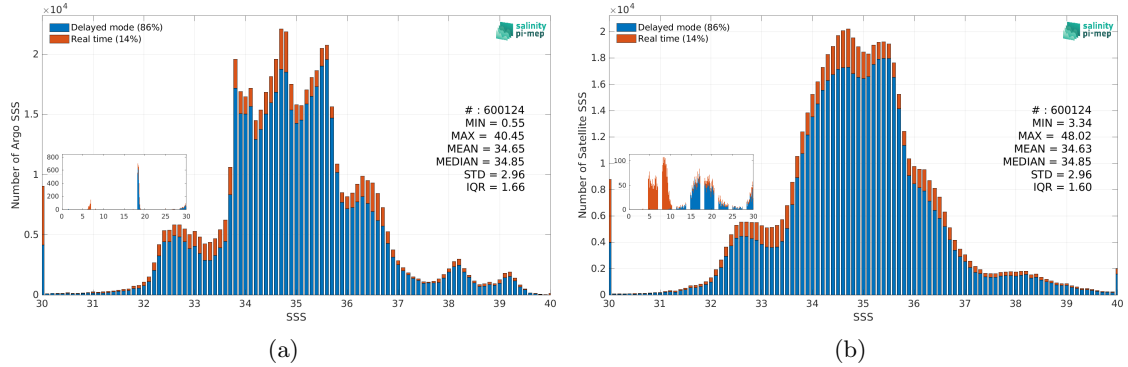 ×10⁴
Delayed mode (86%)
Real time (14%)
salinity
pi-mep
Number of Argo SSS
2
1.5
1
0.5
0
# : 600124
MIN = 0.55
MAX = 40.45
MEAN = 34.65
MEDIAN = 34.85
STD = 2.96
IQR = 1.66
800
600
400
200
0
0 5 10 15 20 25 30
30 31 32 33 34 35 36 37 38 39 40
SSS
(a)
×10⁴
Delayed mode (86%)
Real time (14%)
salinity
pi-mep
Number of Satellite SSS
2
1.8
1.6
1.4
1.2
1
0.8
0.6
0.4
0.2
0
# : 600124
MIN = 3.34
MAX = 48.02
MEAN = 34.63
MEDIAN = 34.85
STD = 2.96
IQR = 1.60
100
50
0
0 5 10 15 20 25 30
30 31 32 33 34 35 36 37 38 39 40
SSS
(b)